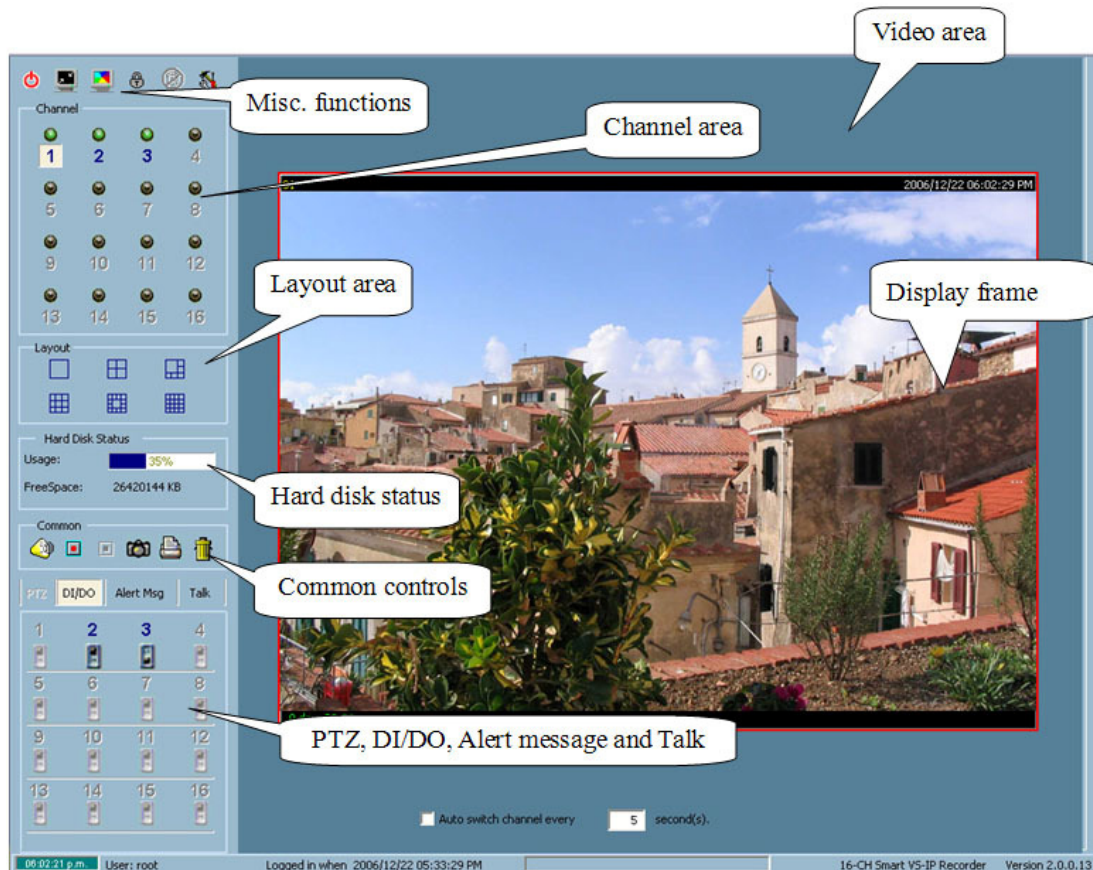 Video area
Misc. functions
Channel area
Channel
1 2 3 4
5 6 7 8
9 10 11 12
13 14 15 16
2006/12/22 06:02:29 PM
Layout area
Display frame
Layout
Hard Disk Status
Usage: 35%
FreeSpace: 26420144 KB
Hard disk status
Common
Common controls
PTZ DI/DO Alert Msg Talk
1 2 3 4
5 6 7 8
9 10 11 12
13 14 15 16
PTZ, DI/DO, Alert message and Talk
Auto switch channel every 5 second(s).
06:02:21 p.m. User: root Logged in when 2006/12/22 05:33:29 PM 16-CH Smart VS-IP Recorder Version 2.0.0.13